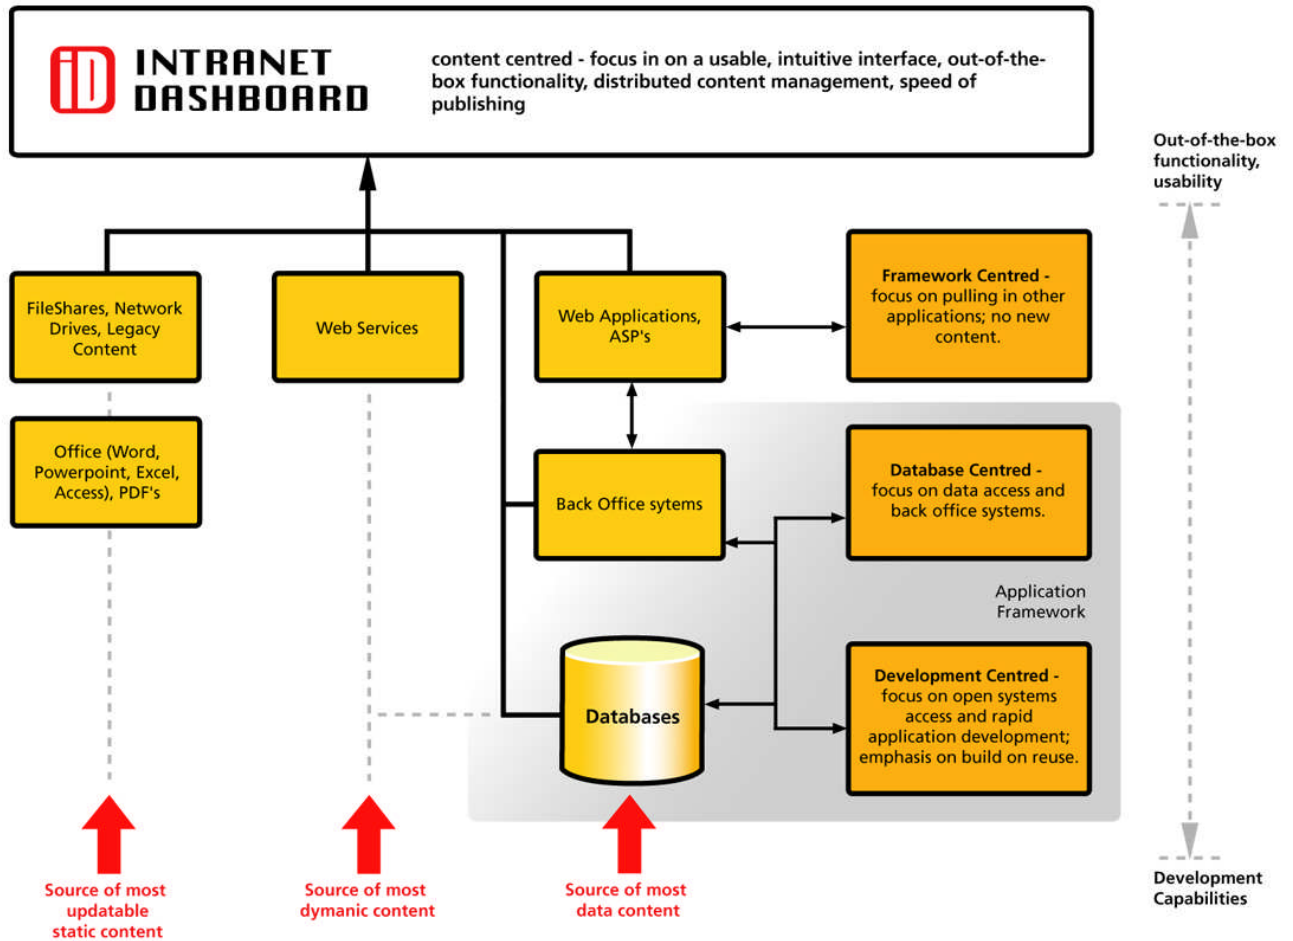 iD INTRANET
DASHBOARD
content centred - focus in on a usable, intuitive interface, out-of-the-
box functionality, distributed content management, speed of
publishing
Out-of-the-box
functionality,
usability
FileShares, Network
Drives, Legacy
Content
Web Services
Web Applications,
ASP's
Framework Centred -
focus on pulling in other
applications; no new
content.
Office (Word,
Powerpoint, Excel,
Access), PDF's
Back Office sytems
Database Centred -
focus on data access and
back office systems.
Application
Framework
Databases
Development Centred -
focus on open systems
access and rapid
application development;
emphasis on build on reuse.
Source of most
updatable
static content
Source of most
dymanic content
Source of most
data content
Development
Capabilities